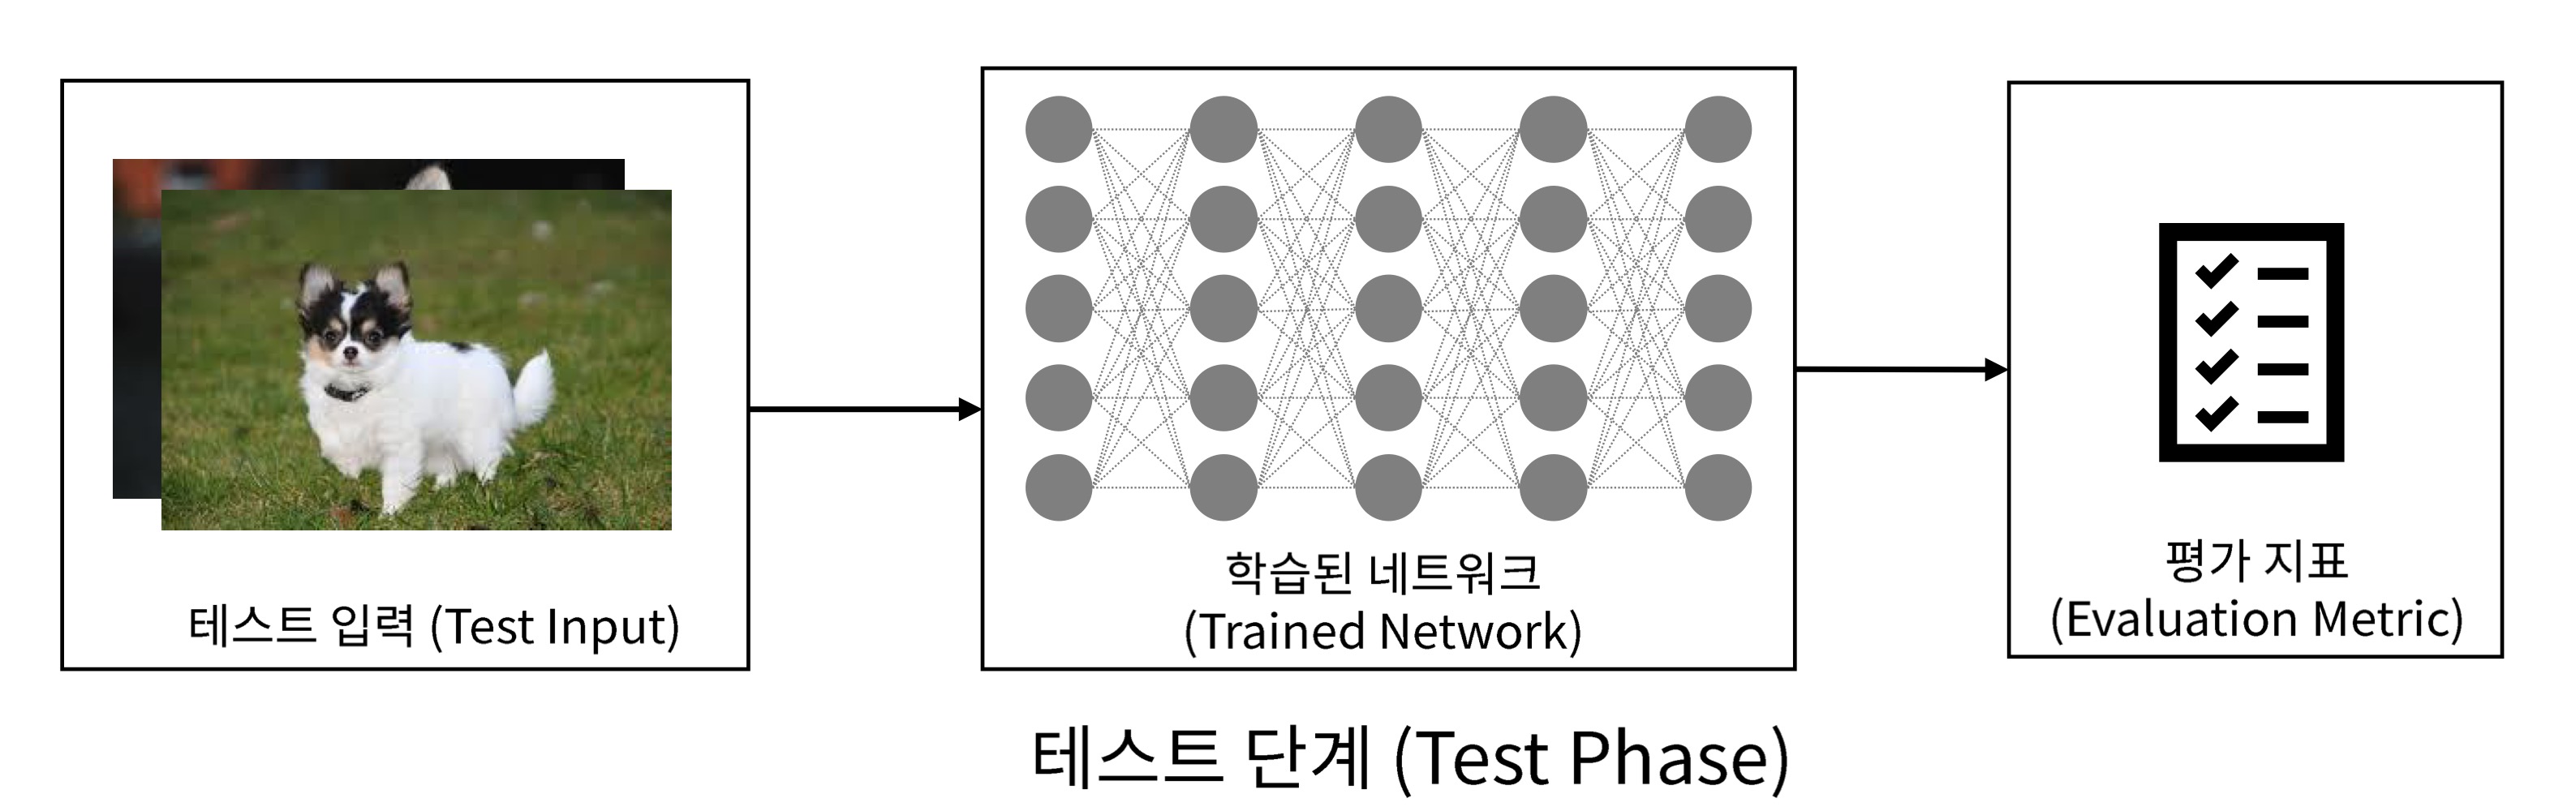 테스트 입력 (Test Input)
학습된 네트워크
(Trained Network)
평가 지표
(Evaluation Metric)
테스트 단계 (Test Phase)